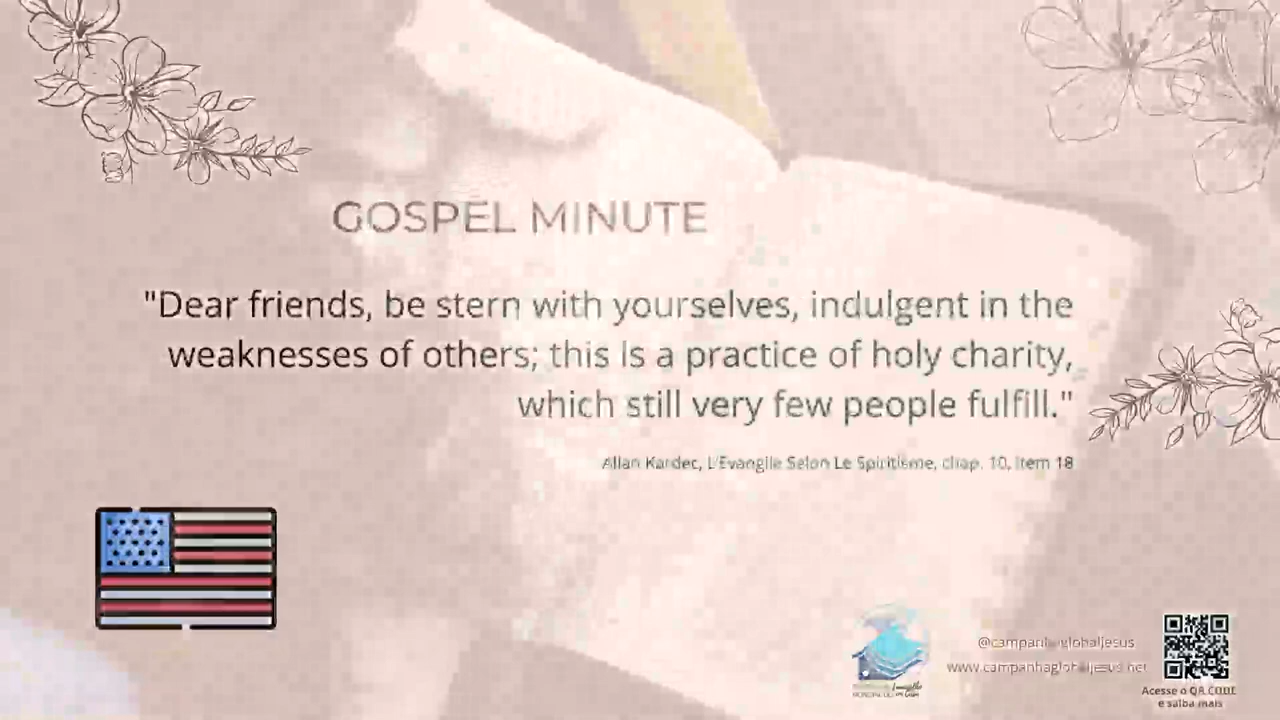 GOSPEL MINUTE
"Dear friends, be stern with yourselves, indulgent in the
weaknesses of others; this is a practice of holy charity,
which still very few people fulfill."
Allan Kardec, L'Evangile Selon Le Spiritisme, chap. 10, item 18
@campanhaglobaljesus
www.campanhaglobaljesus.net
Acesse o QR CODE
e saiba mais